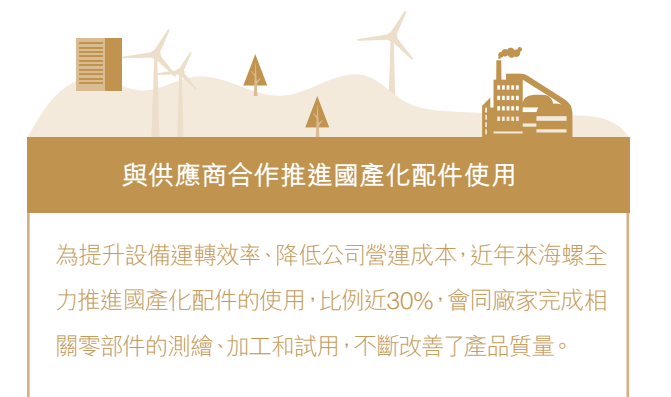 與供應商合作推進國產化配件使用
為提升設備運轉效率、降低公司營運成本，近年來海螺全
力推進國產化配件的使用，比例近30%，會同廠家完成相
關零部件的測繪、加工和試用，不斷改善了產品質量。